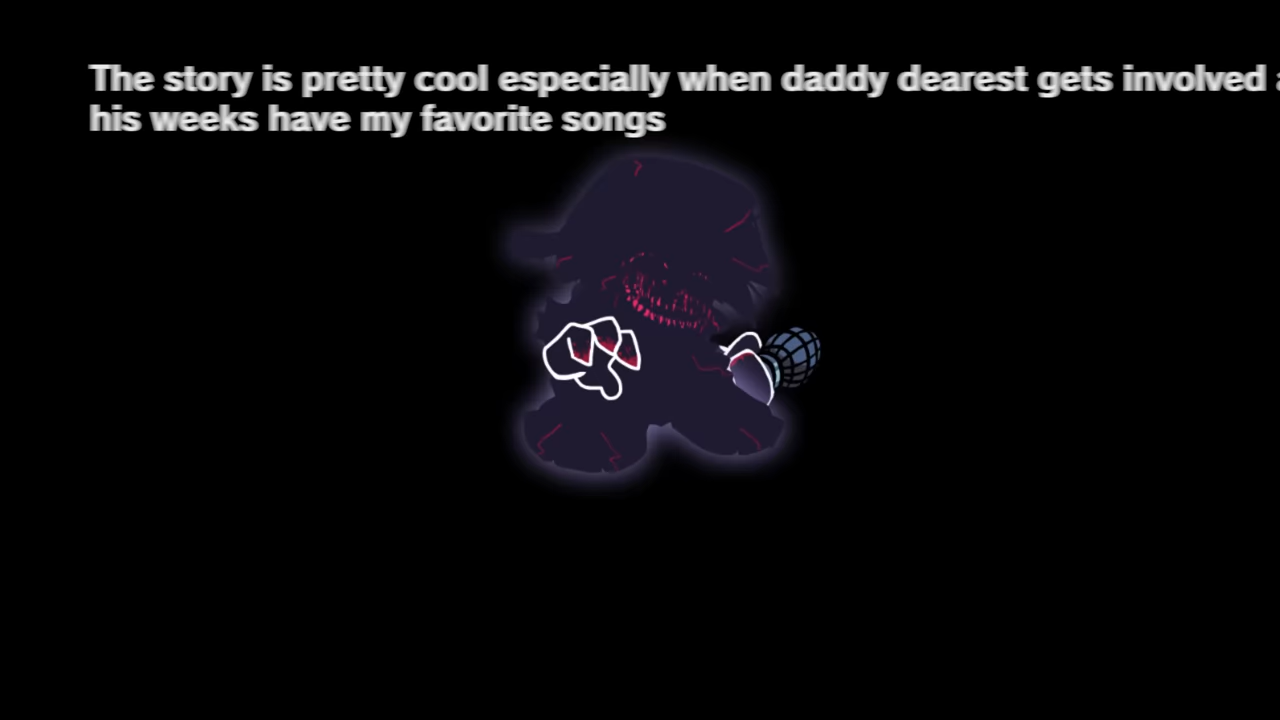 The story is pretty cool especially when daddy dearest gets involved
his weeks have my favorite songs